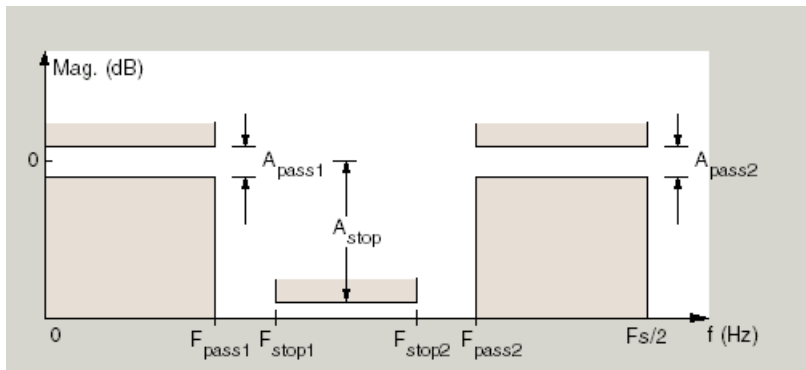 Mag. (dB)
0
Apass1
Apass2
Astop
0
Fpass1
Fstop1
Fstop2
Fpass2
Fs/2
f (Hz)